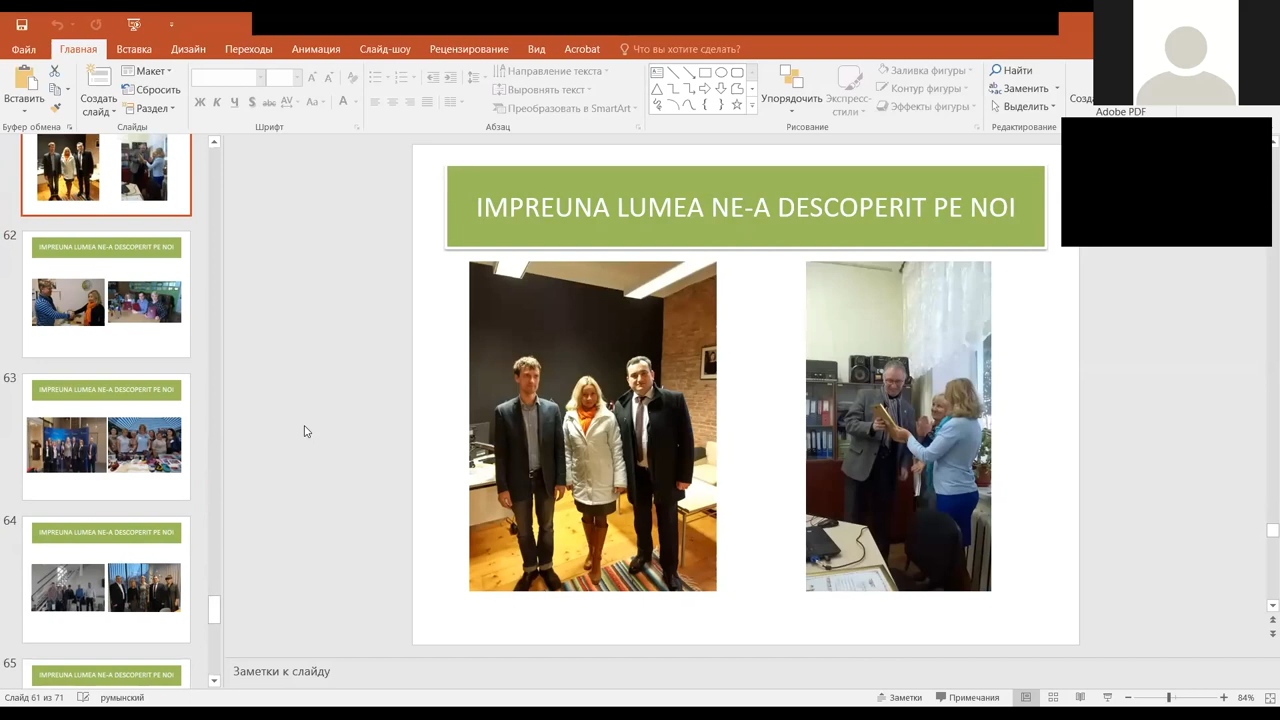 Файл Главная Вставка Дизайн Переходы Анимация Слайд-шоу Рецензирование Вид Acrobat Что вы хотите сделать?
Вставить
Создать слайд
Макет
Сбросить
Раздел
Ж К Ч S abc AV Aa А
Направление текста
Выровнять текст
Преобразовать в SmartArt
Упорядочить
Экспресс-стили
Заливка фигуры
Контур фигуры
Эффекты фигуры
Найти
Заменить
Выделить
Adobe PDF
Буфер обмена Слайды Шрифт Абзац Рисование Редактирование
IMPREUNA LUMEA NE-A DESCOPERIT PE NOI
62
IMPREUNA LUMEA NE-A DESCOPERIT PE NOI
63
IMPREUNA LUMEA NE-A DESCOPERIT PE NOI
64
IMPREUNA LUMEA NE-A DESCOPERIT PE NOI
65
IMPREUNA LUMEA NE-A DESCOPERIT PE NOI
Заметки к слайду
Слайд 61 из 71 румынский Заметки Примечания 84%